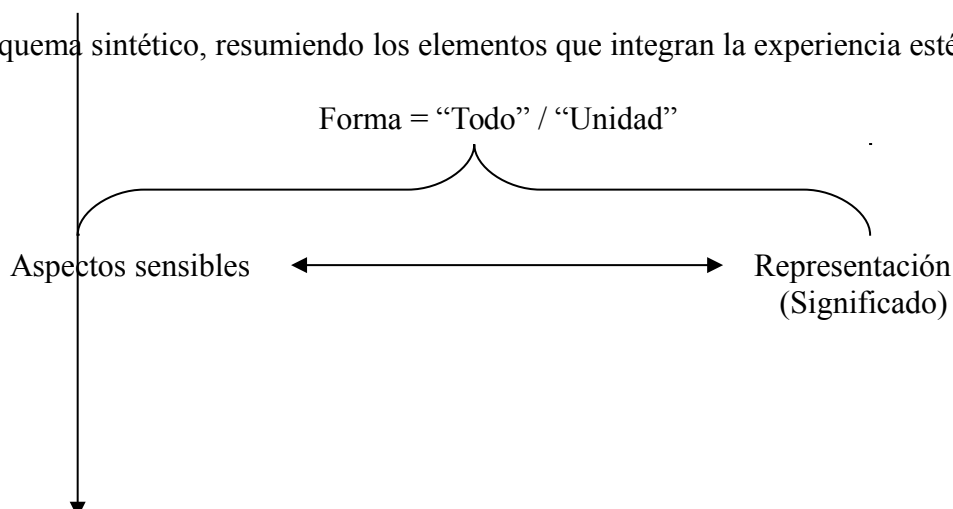 quema sintético, resumiendo los elementos que integran la experiencia esté
Forma = “Todo” / “Unidad”
Aspectos sensibles
Representación
(Significado)